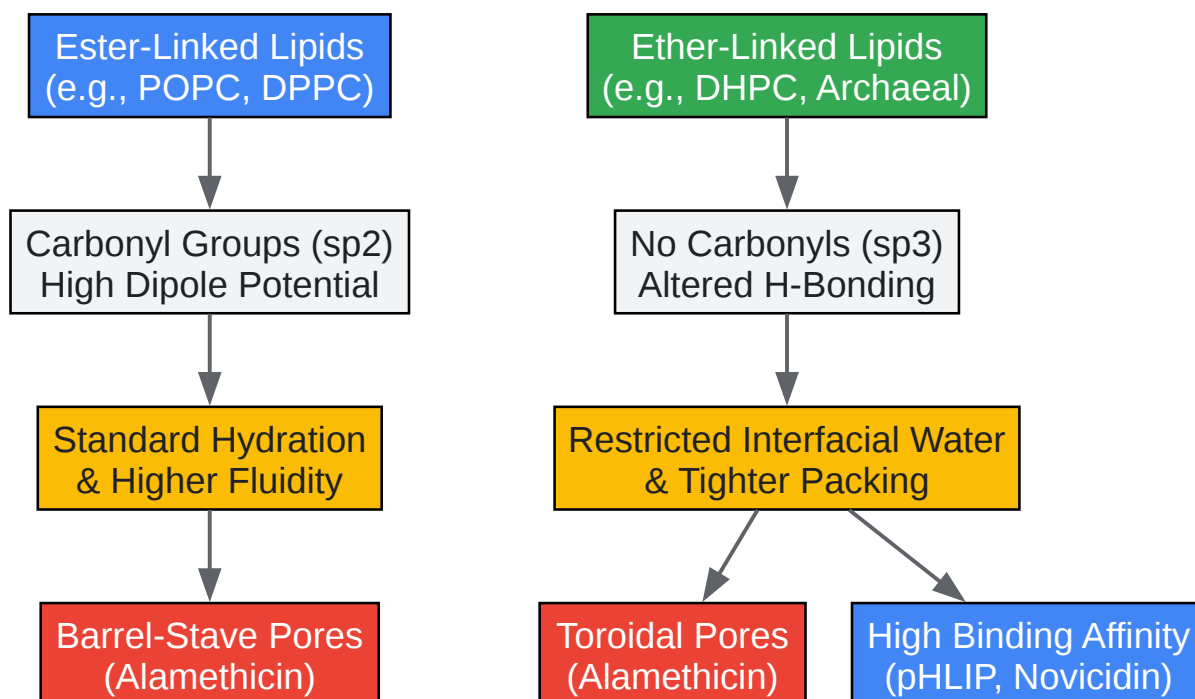 Ester-Linked Lipids
(e.g., POPC, DPPC)
Ether-Linked Lipids
(e.g., DHPC, Archaeal)
Carbonyl Groups (sp2)
High Dipole Potential
No Carbonyls (sp3)
Altered H-Bonding
Standard Hydration
& Higher Fluidity
Restricted Interfacial Water
& Tighter Packing
Barrel-Stave Pores
(Alamethicin)
Toroidal Pores
(Alamethicin)
High Binding Affinity
(pHLIP, Novicidin)